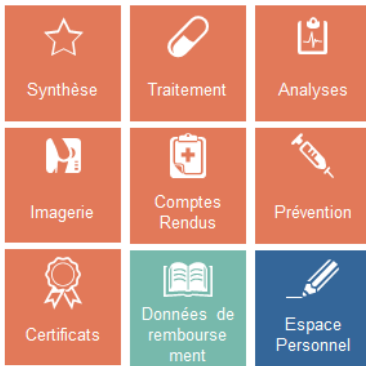 Synthèse
Traitement
Analyses
Imagerie
Comptes
Rendus
Prévention
Certificats
Données de
rembourse
ment
Espace
Personnel